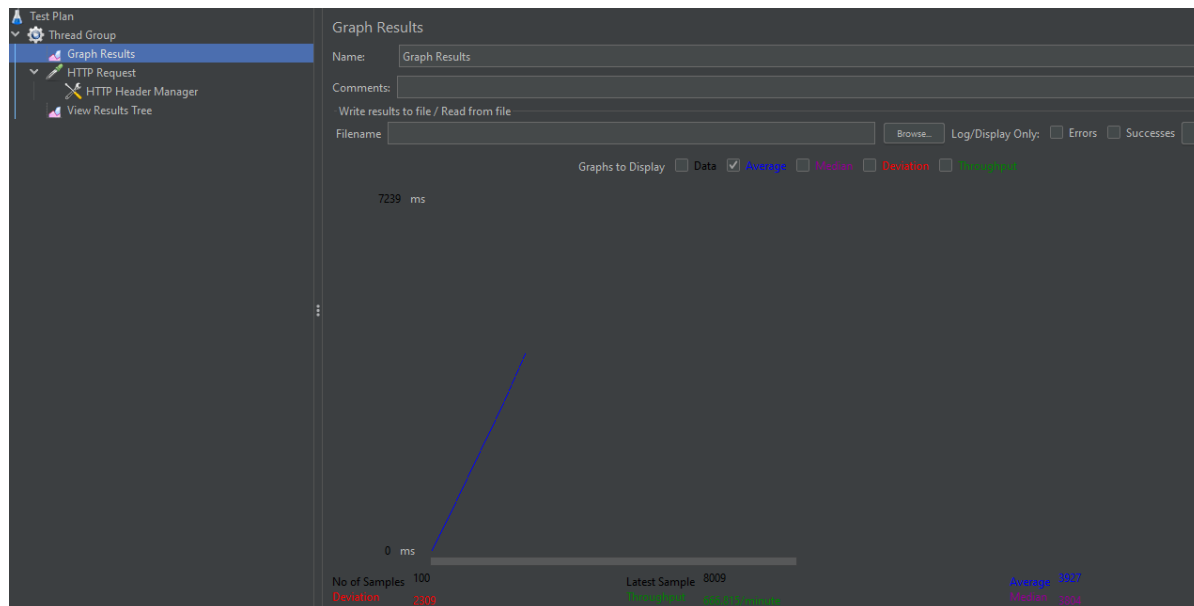 Test Plan
Thread Group
Graph Results
HTTP Request
HTTP Header Manager
View Results Tree
Graph Results
Name: Graph Results
Comments:
Write results to file / Read from file
Filename Browse... Log/Display Only: Errors Successes
Graphs to Display Data Average Median Deviation Throughput
7239 ms
0 ms
No of Samples 100 Latest Sample 8009 Average 3927
Deviation 2309 Throughput 666.815/minute Median